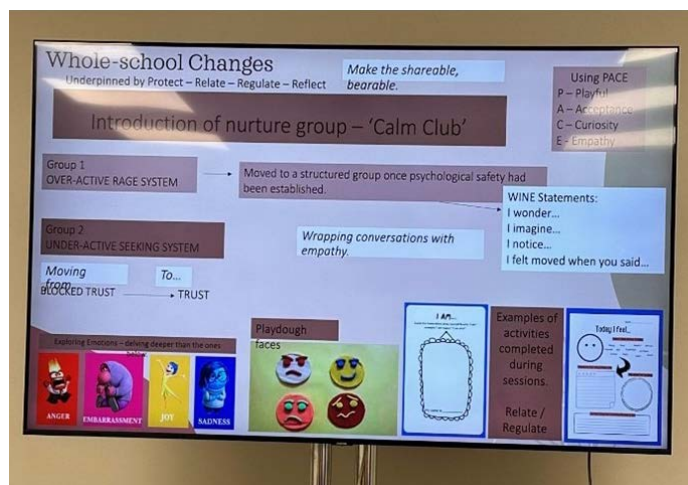 Whole-school Changes
Underpinned by Protect – Relate – Regulate – Reflect
Make the shareable,
bearable.
Using PACE
P – Playful
A – Acceptance
C – Curiosity
E - Empathy
Introduction of nurture group – ‘Calm Club’
Group 1
OVER-ACTIVE RAGE SYSTEM
Moved to a structured group once psychological safety had
been established.
WINE Statements:
I wonder...
I imagine...
I notice...
I felt moved when you said...
Group 2
UNDER-ACTIVE SEEKING SYSTEM
Wrapping conversations with
empathy.
Moving
from
To...
BLOCKED TRUST
TRUST
Exploring Emotions – delving deeper than the ones
ANGER
EMBARRASSMENT
JOY
SADNESS
Playdough
faces
I AM...
Examples of
activities
completed
during
sessions.
Relate /
Regulate
Today I feel...